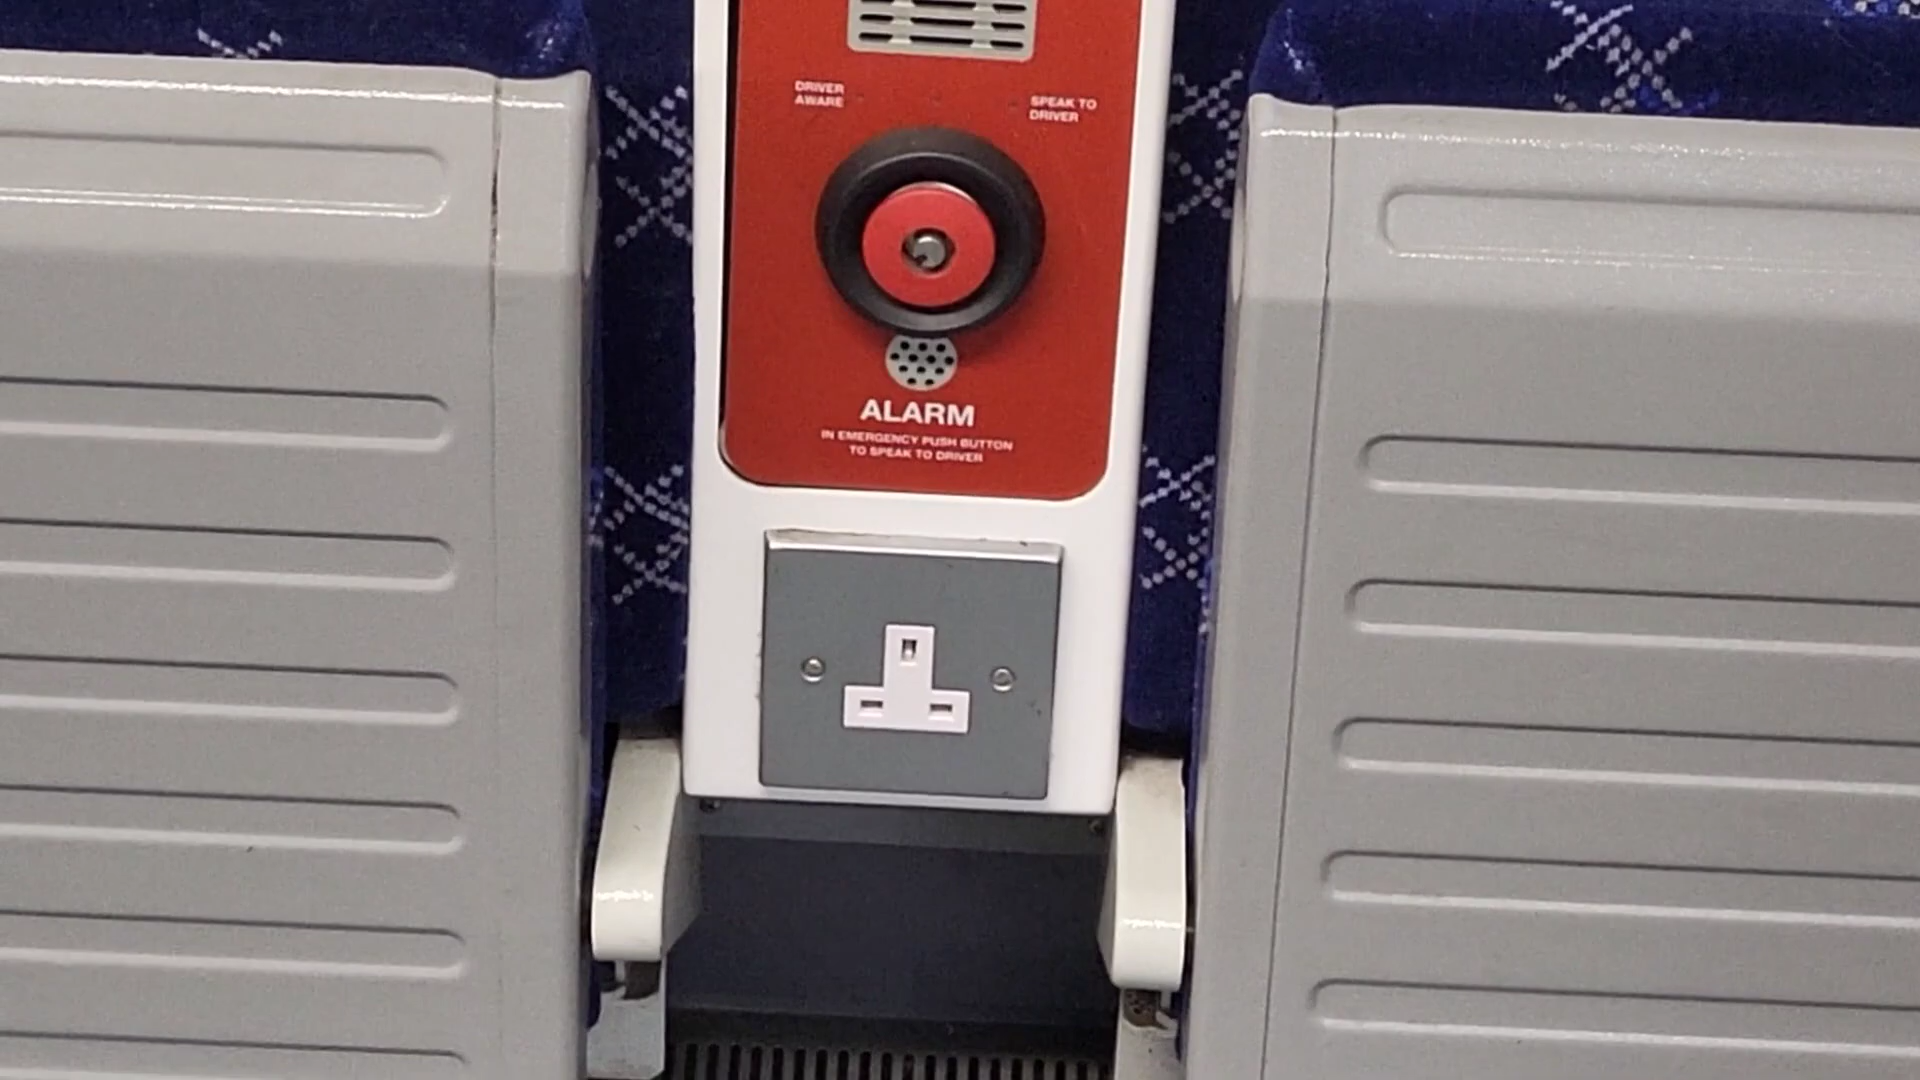 DRIVER
AWARE
SPEAK TO
DRIVER
ALARM
IN EMERGENCY PUSH BUTTON
TO SPEAK TO DRIVER